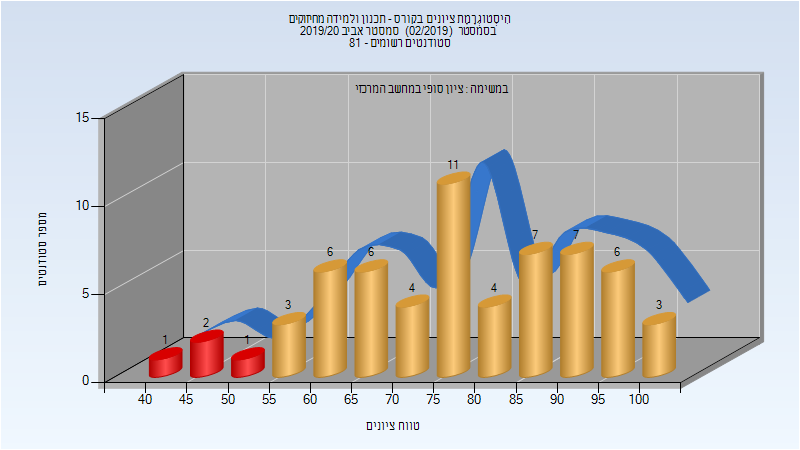 היסטוגרמת ציונים בקורס - תכנון ולמידה מחיזוקים
בסמסטר (02/2019) סמסטר אביב 2019/20
סטודנטים רשומים - 81
במשימה : ציון סופי במחשב המרכזי
מספר סטודנטים
15
10
5
0
1
2
1
3
6
6
4
11
4
7
7
6
3
40 45 50 55 60 65 70 75 80 85 90 95 100
טווח ציונים